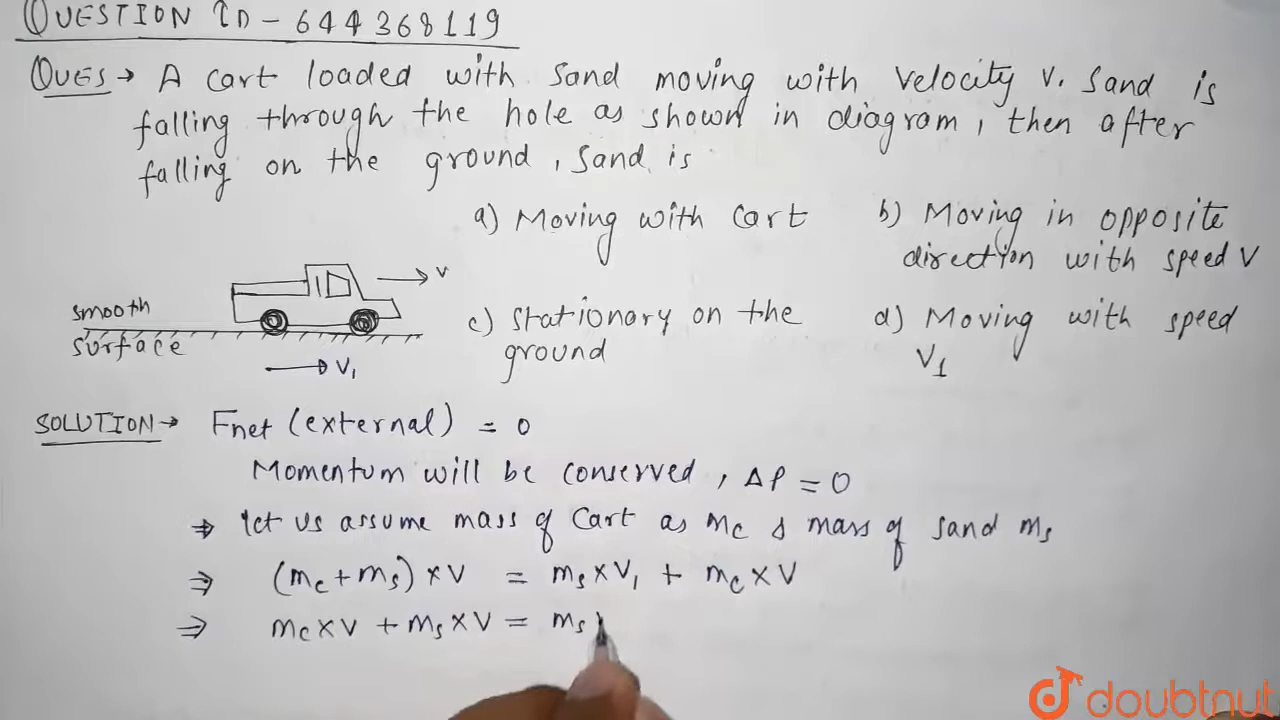 QUESTION ID - 644368119
QUES → A cart loaded with sand moving with velocity v. Sand is
falling through the hole as shown in diagram, then after
falling on the ground, sand is
a) Moving with cart
b) Moving in opposite
direction with speed V
smooth
surface
V
V₁
c) Stationary on the
ground
d) Moving with speed
V₁
SOLUTION → Fnet (external) = 0
Momentum will be conserved, ΔP = 0
⇒ let us assume mass of cart as mc & mass of sand ms
⇒ (mc + ms) × V = ms × V₁ + mc × V
⇒ mc × V + ms × V = ms
doubtnut